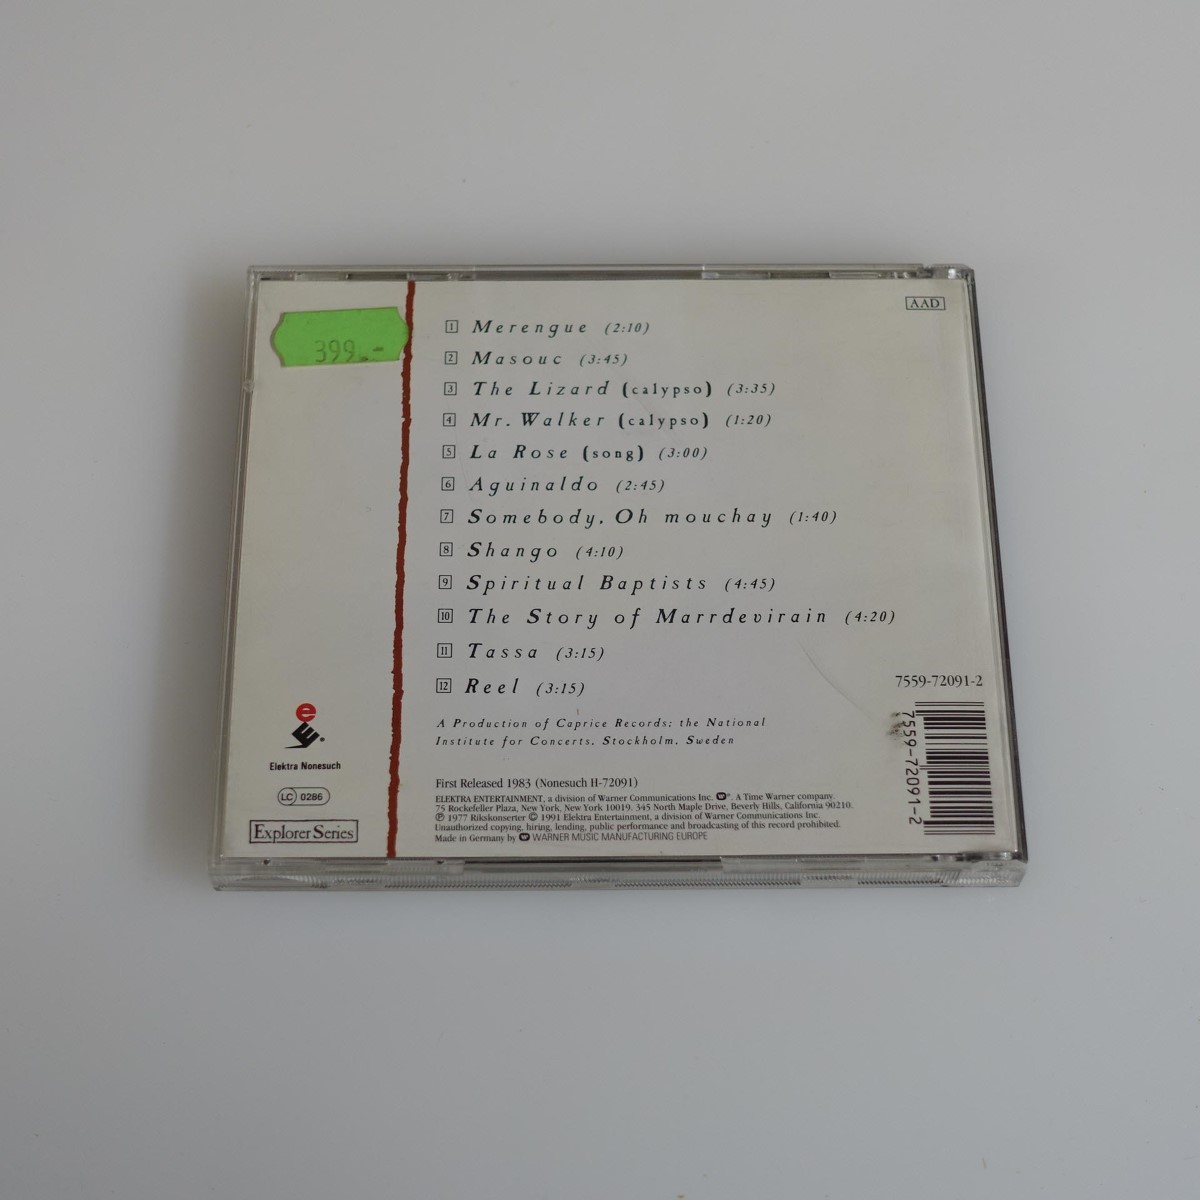 399.-
AAD
1 Merengue (2:10)
2 Masouc (3:45)
3 The Lizard (calypso) (3:35)
4 Mr. Walker (calypso) (1:20)
5 La Rose (song) (3:00)
6 Aguinaldo (2:45)
7 Somebody, Oh mouchay (1:40)
8 Shango (4:10)
9 Spiritual Baptists (4:45)
10 The Story of Marrdevirain (4:20)
11 Tassa (3:15)
12 Reel (3:15)
A Production of Caprice Records; the National
Institute for Concerts, Stockholm, Sweden
7559-72091-2
7559-72091-2
e
Elektra Nonesuch
LC 0286
Explorer Series
First Released 1983 (Nonesuch H-72091)
ELEKTRA ENTERTAINMENT, a division of Warner Communications Inc. ®. A Time Warner company.
75 Rockefeller Plaza, New York, New York 10019. 345 North Maple Drive, Beverly Hills, California 90210.
℗ 1977 Rikskonserter © 1991 Elektra Entertainment, a division of Warner Communications Inc.
Unauthorized copying, hiring, lending, public performance and broadcasting of this record prohibited.
Made in Germany by WARNER MUSIC MANUFACTURING EUROPE